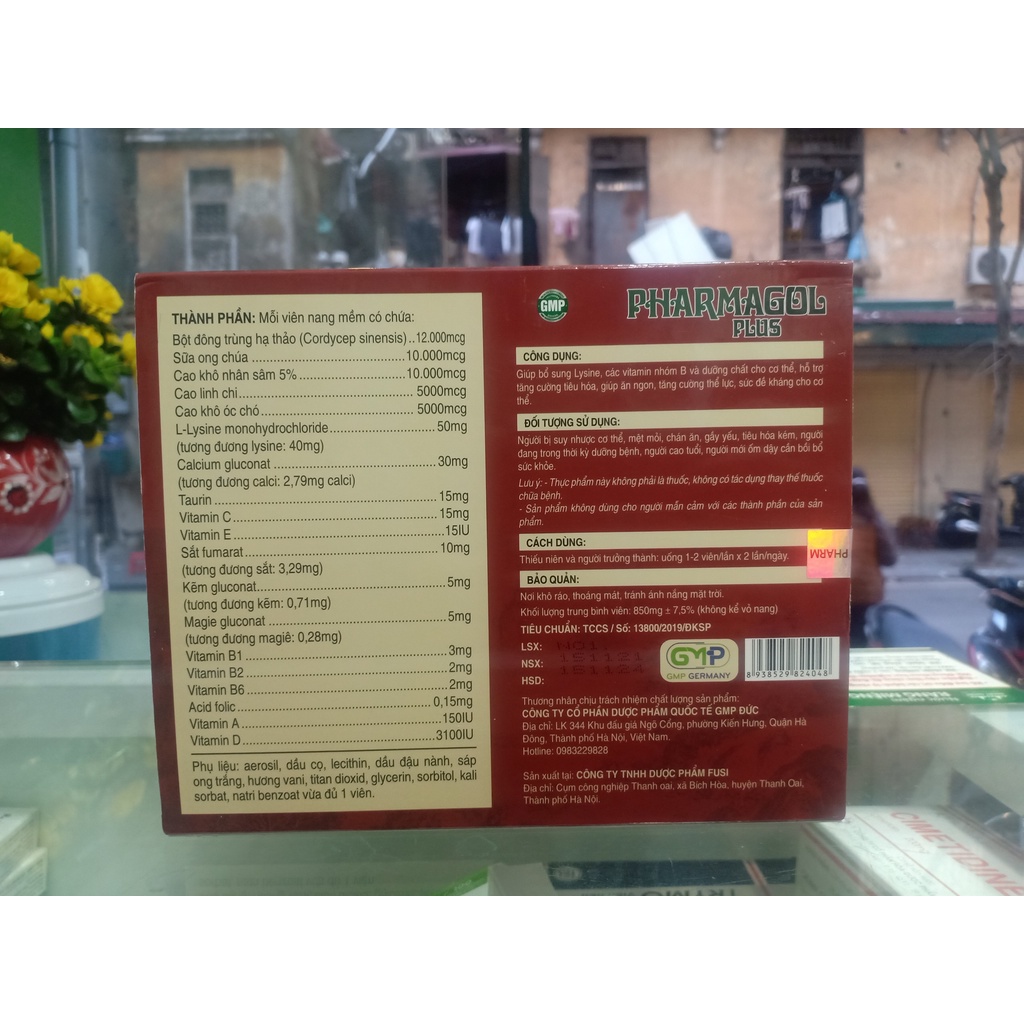 THÀNH PHẦN: Mỗi viên nang mềm có chứa:
Bột đông trùng hạ thảo (Cordycep sinensis)..12.000mcg
Sữa ong chúa ..............................10.000mcg
Cao khô nhân sâm 5%..............................10.000mcg
Cao linh chi..............................5000mcg
Cao khô óc chó..............................5000mcg
L-Lysine monohydrochloride..............................50mg
(tương đương lysine: 40mg)
Calcium gluconat ..............................30mg
(tương đương calci: 2,79mg calci)
Taurin ..............................15mg
Vitamin C..............................15mg
Vitamin E..............................15IU
Sắt fumarat..............................10mg
(tương đương sắt: 3,29mg)
Kẽm gluconat..............................5mg
(tương đương kẽm: 0,71mg)
Magie gluconat ..............................5mg
(tương đương magiê: 0,28mg)
Vitamin B1 ..............................3mg
Vitamin B2 ..............................2mg
Vitamin B6 ..............................2mg
Acid folic ..............................0,15mg
Vitamin A..............................150IU
Vitamin D..............................3100IU
Phụ liệu: aerosil, dầu cọ, lecithin, dầu đậu nành, sáp
ong trắng, hương vani, titan dioxid, glycerin, sorbitol, kali
sorbat, natri benzoat vừa đủ 1 viên.
GMP
PHARMAGOL
PLUS
CÔNG DỤNG:
Giúp bổ sung Lysine, các vitamin nhóm B và dưỡng chất cho cơ thể, hỗ trợ
tăng cường tiêu hóa, giúp ăn ngon, tăng cường thể lực, sức đề kháng cho cơ
thể.
ĐỐI TƯỢNG SỬ DỤNG:
Người bị suy nhược cơ thể, mệt mỏi, chán ăn, gầy yếu, tiêu hóa kém, người
đang trong thời kỳ dưỡng bệnh, người cao tuổi, người mới ốm dậy cần bồi bổ
sức khỏe.
Lưu ý: - Thực phẩm này không phải là thuốc, không có tác dụng thay thế thuốc
chữa bệnh.
- Sản phẩm không dùng cho người mẫn cảm với các thành phần của sản
phẩm.
CÁCH DÙNG:
Thiếu niên và người trưởng thành: uống 1-2 viên/lần x 2 lần/ngày.
PHARM
BẢO QUẢN:
Nơi khô ráo, thoáng mát, tránh ánh nắng mặt trời.
Khối lượng trung bình viên: 850mg ± 7,5% (không kể vỏ nang)
TIÊU CHUẨN: TCCS / Số: 13800/2019/ĐKSP
LSX: N01
NSX: 151121
HSD: 151124
GMP
GMP GERMANY
8938529824048
Thương nhân chịu trách nhiệm chất lượng sản phẩm:
CÔNG TY CỔ PHẦN DƯỢC PHẨM QUỐC TẾ GMP ĐỨC
Địa chỉ: LK 344 Khu đấu giá Ngô Cống, phường Kiến Hưng, Quận Hà
Đông, Thành phố Hà Nội, Việt Nam.
Hotline: 0983229828
Sản xuất tại: CÔNG TY TNHH DƯỢC PHẨM FUSI
Địa chỉ: Cụm công nghiệp Thanh oai, xã Bích Hòa, huyện Thanh Oai,
Thành phố Hà Nội.
CIMETIDINE